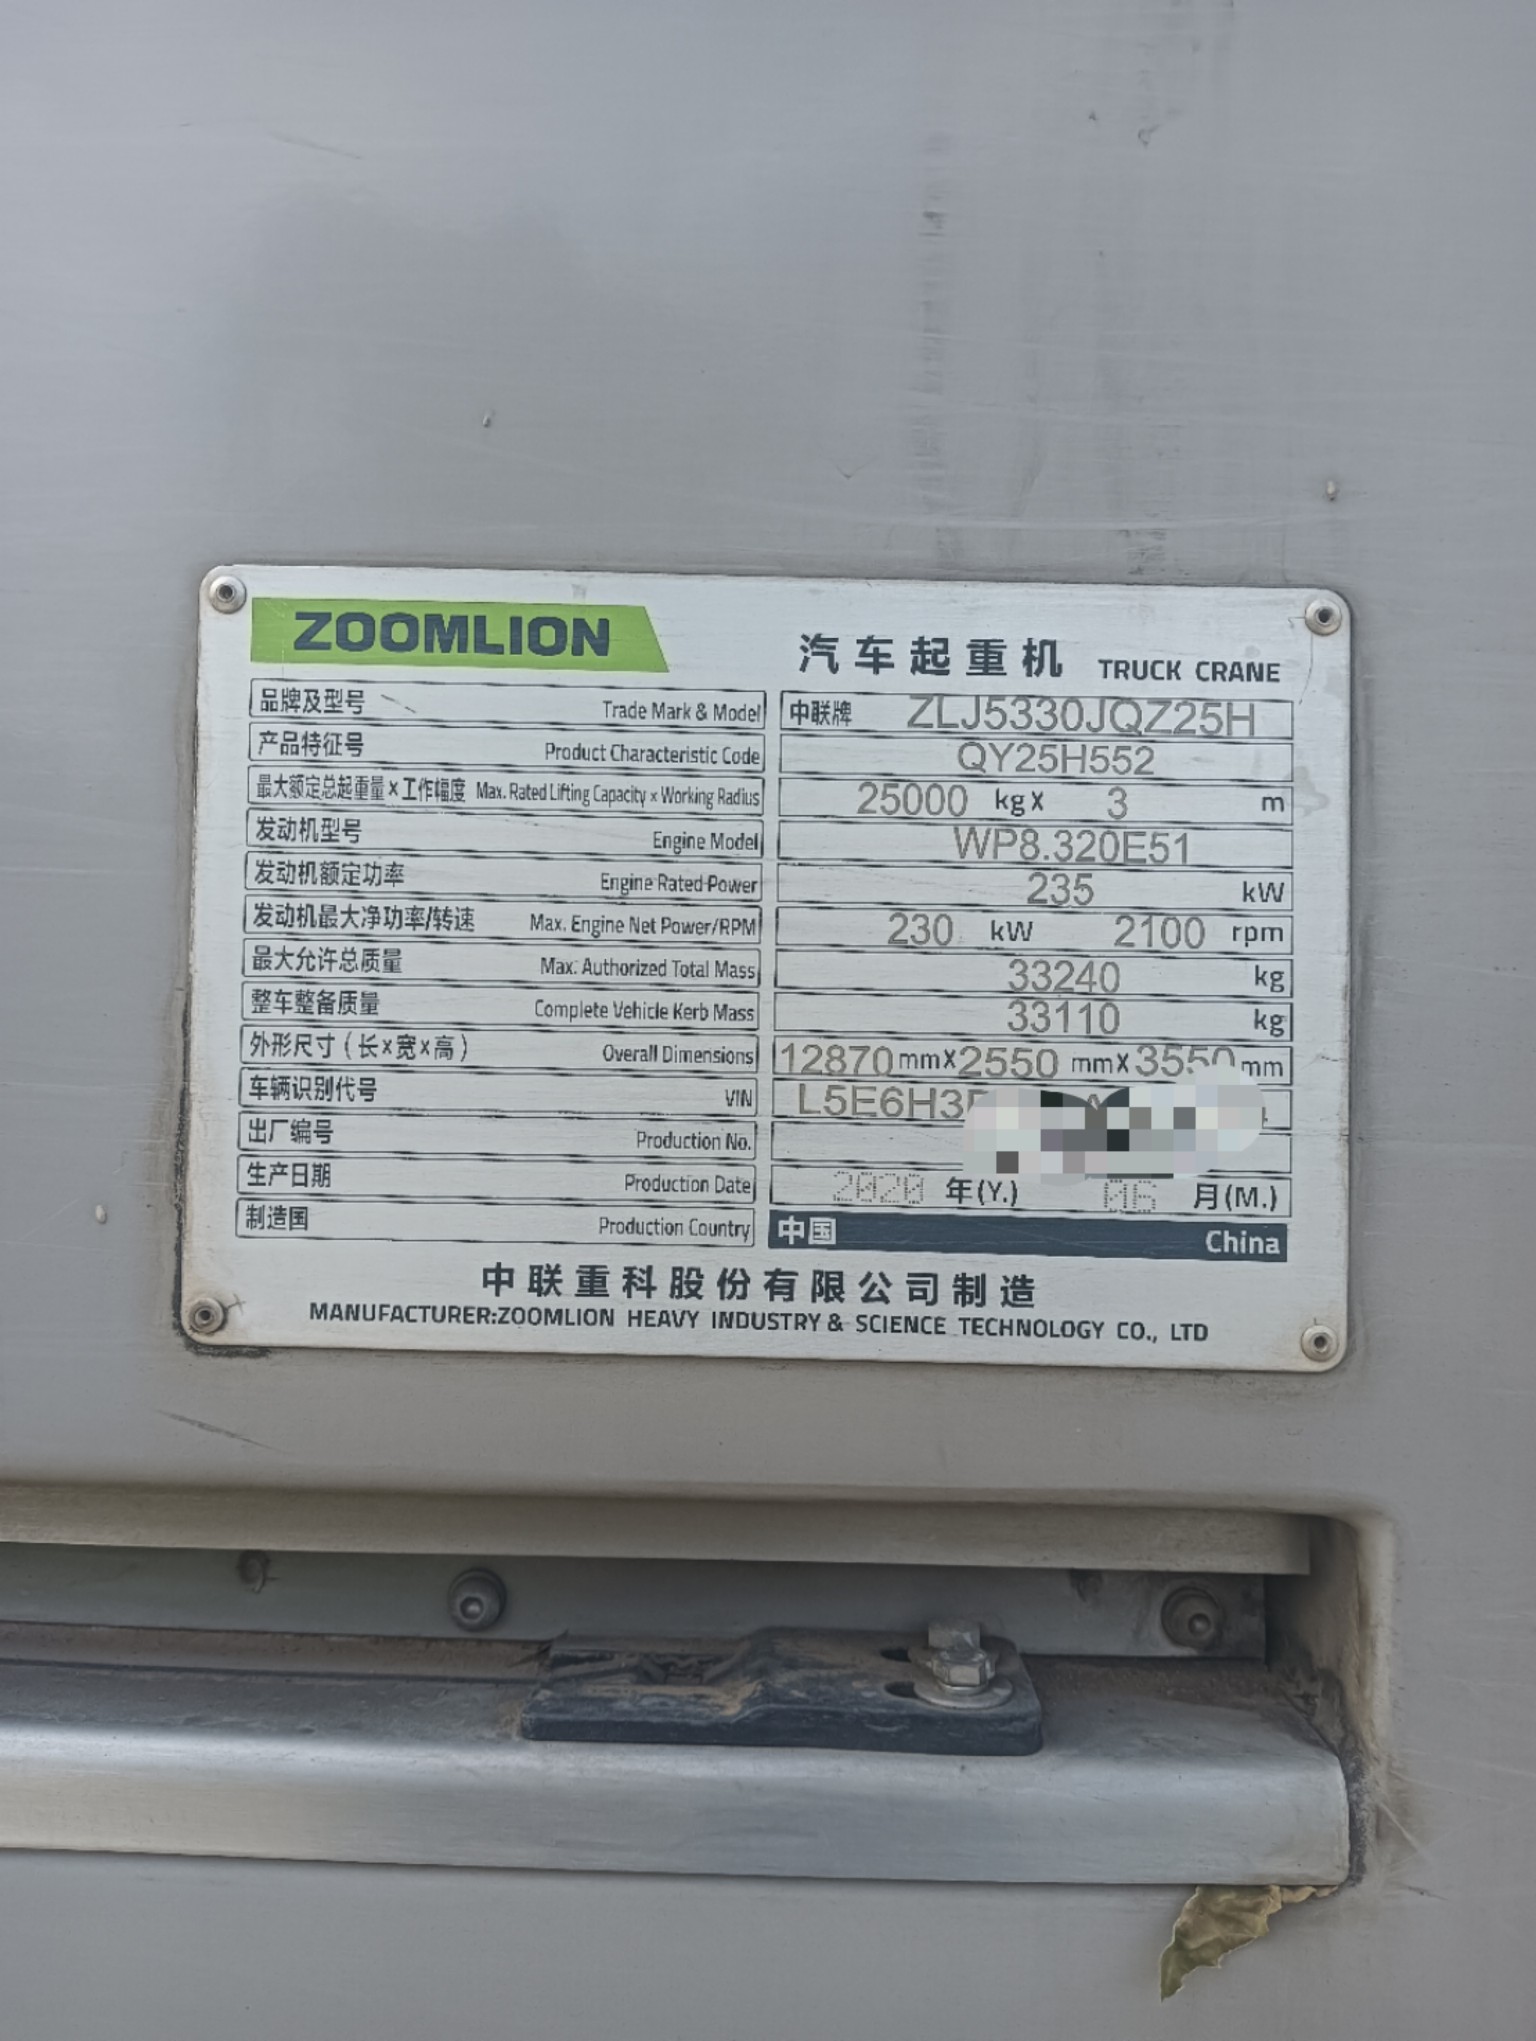 ZOOMLION
汽车起重机 TRUCK CRANE
品牌及型号 Trade Mark & Model 中联牌 ZLJ5330JQZ25H
产品特征号 Product Characteristic Code QY25H552
最大额定总起重量×工作幅度 Max. Rated Lifting Capacity × Working Radius 25000 kg X 3 m
发动机型号 Engine Model WP8.320E51
发动机额定功率 Engine Rated Power 235 kW
发动机最大净功率/转速 Max. Engine Net Power/RPM 230 kW 2100 rpm
最大允许总质量 Max. Authorized Total Mass 33240 kg
整车整备质量 Complete Vehicle Kerb Mass 33110 kg
外形尺寸(长×宽×高) Overall Dimensions 12870 mm X 2550 mm X 3550 mm
车辆识别代号 VIN L5E6H3
出厂编号 Production No.
生产日期 Production Date 2020 年(Y.) 06 月(M.)
制造国 Production Country 中国 China
中联重科股份有限公司制造
MANUFACTURER:ZOOMLION HEAVY INDUSTRY & SCIENCE TECHNOLOGY CO., LTD